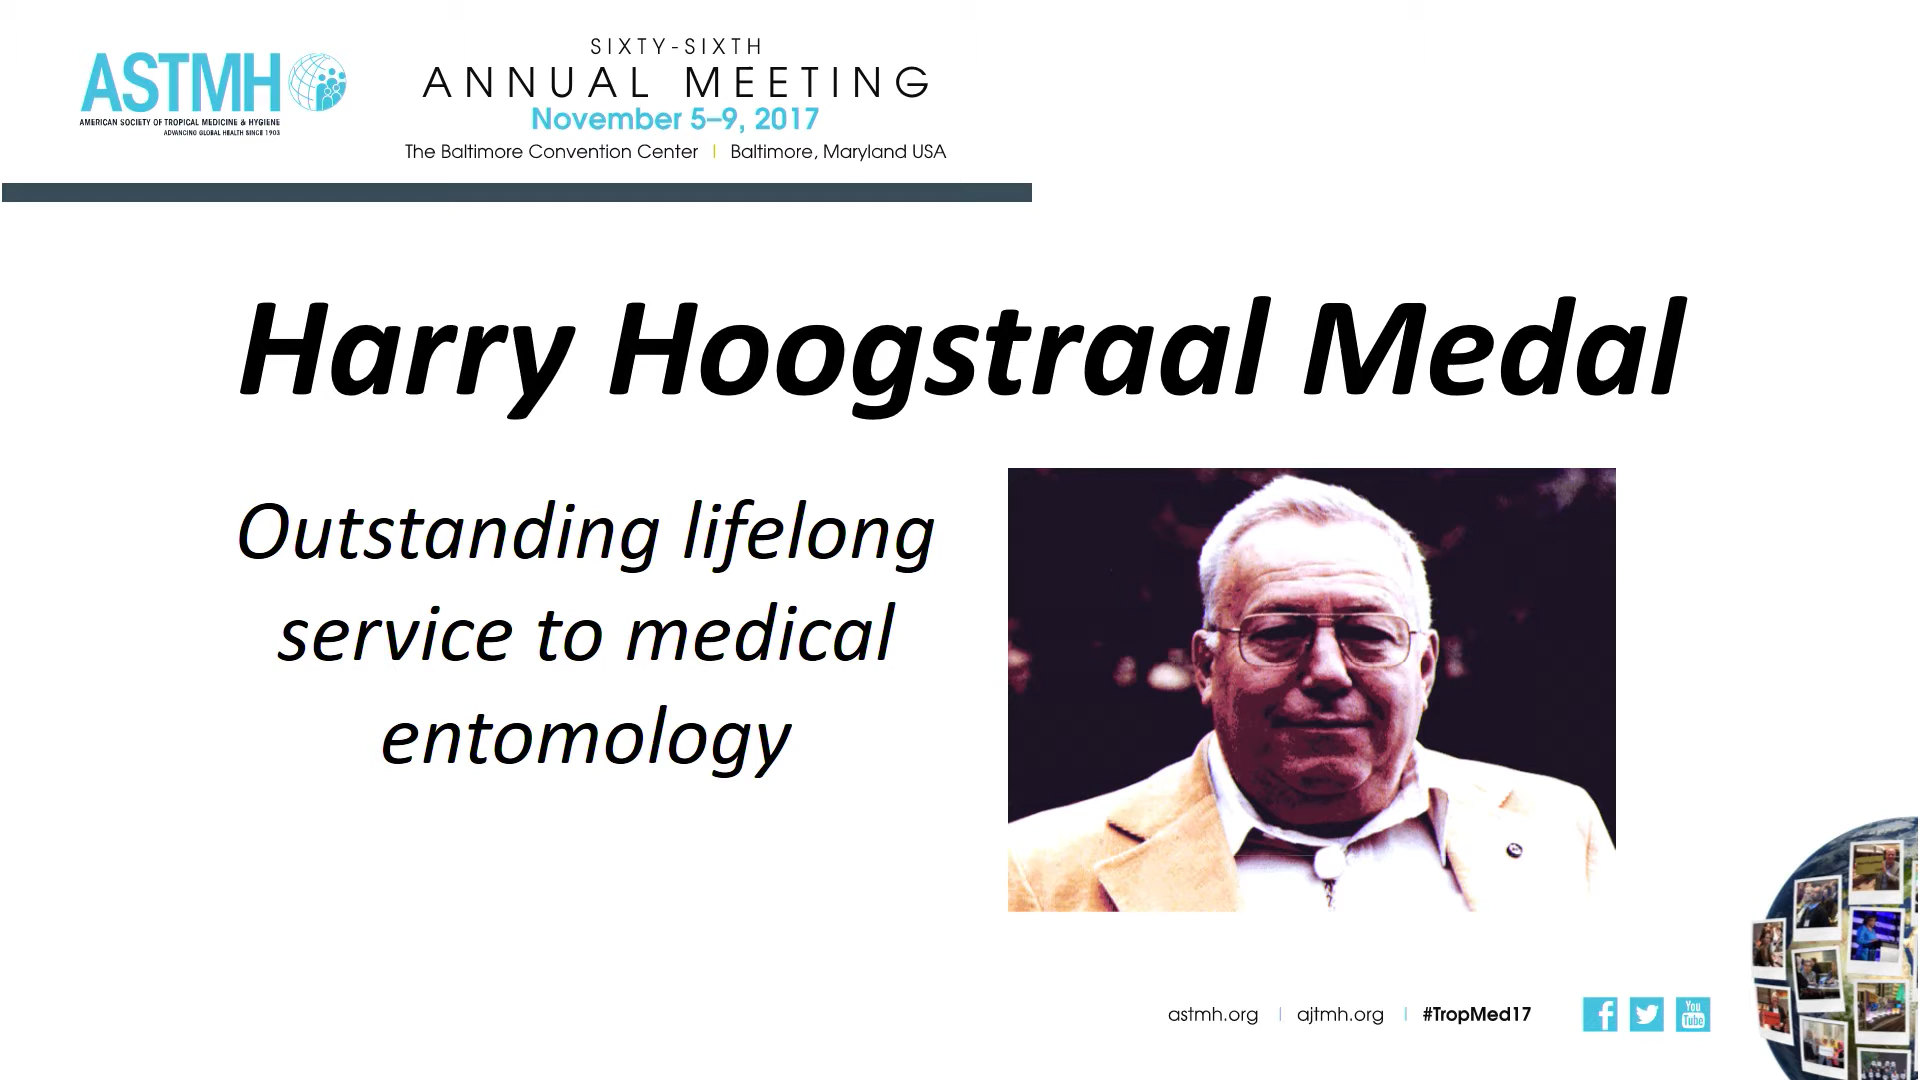 ASTMH
AMERICAN SOCIETY OF TROPICAL MEDICINE & HYGIENE
ADVANCING GLOBAL HEALTH SINCE 1903
SIXTY-SIXTH
ANNUAL MEETING
November 5–9, 2017
The Baltimore Convention Center | Baltimore, Maryland USA
Harry Hoogstraal Medal
Outstanding lifelong
service to medical
entomology
astmh.org | ajtmh.org | #TropMed17
You
Tube